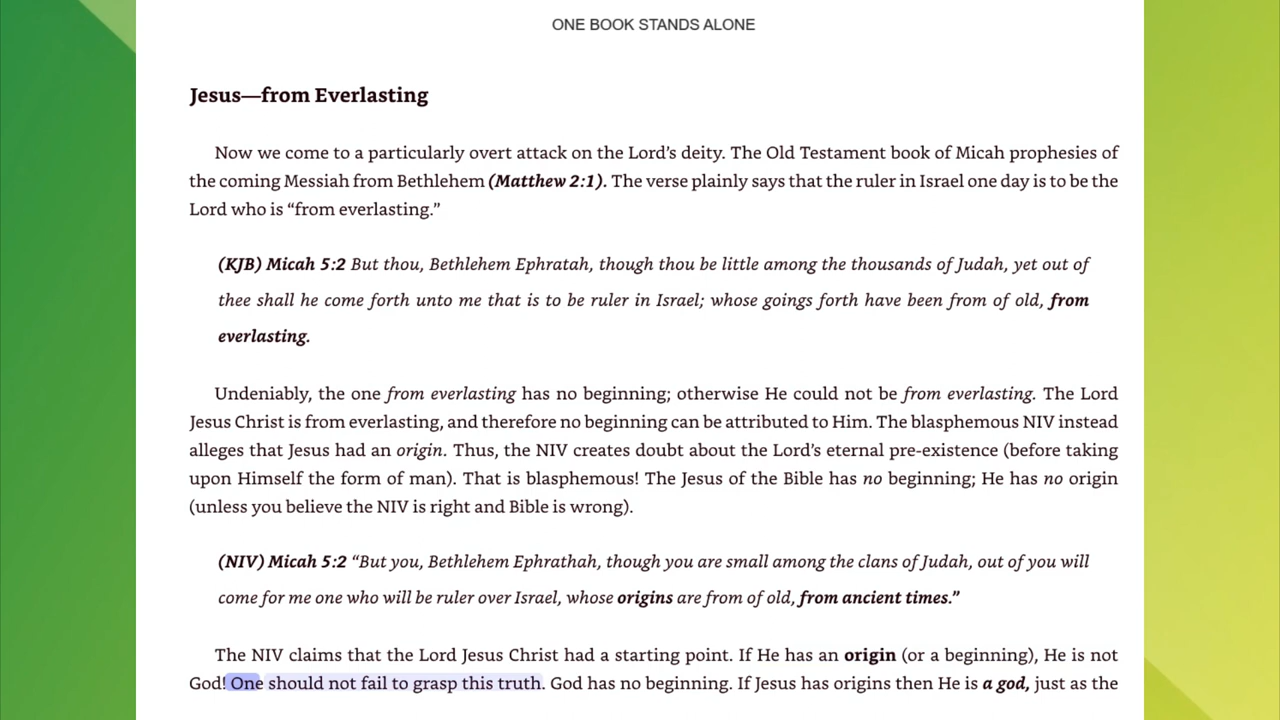 ONE BOOK STANDS ALONE
Jesus—from Everlasting
Now we come to a particularly overt attack on the Lord’s deity. The Old Testament book of Micah prophesies of
the coming Messiah from Bethlehem (Matthew 2:1). The verse plainly says that the ruler in Israel one day is to be the
Lord who is “from everlasting.”
(KJB) Micah 5:2 But thou, Bethlehem Ephratah, though thou be little among the thousands of Judah, yet out of
thee shall he come forth unto me that is to be ruler in Israel; whose goings forth have been from of old, from
everlasting.
Undeniably, the one from everlasting has no beginning; otherwise He could not be from everlasting. The Lord
Jesus Christ is from everlasting, and therefore no beginning can be attributed to Him. The blasphemous NIV instead
alleges that Jesus had an origin. Thus, the NIV creates doubt about the Lord’s eternal pre-existence (before taking
upon Himself the form of man). That is blasphemous! The Jesus of the Bible has no beginning; He has no origin
(unless you believe the NIV is right and Bible is wrong).
(NIV) Micah 5:2 “But you, Bethlehem Ephrathah, though you are small among the clans of Judah, out of you will
come for me one who will be ruler over Israel, whose origins are from of old, from ancient times.”
The NIV claims that the Lord Jesus Christ had a starting point. If He has an origin (or a beginning), He is not
God! One should not fail to grasp this truth. God has no beginning. If Jesus has origins then He is a god, just as the